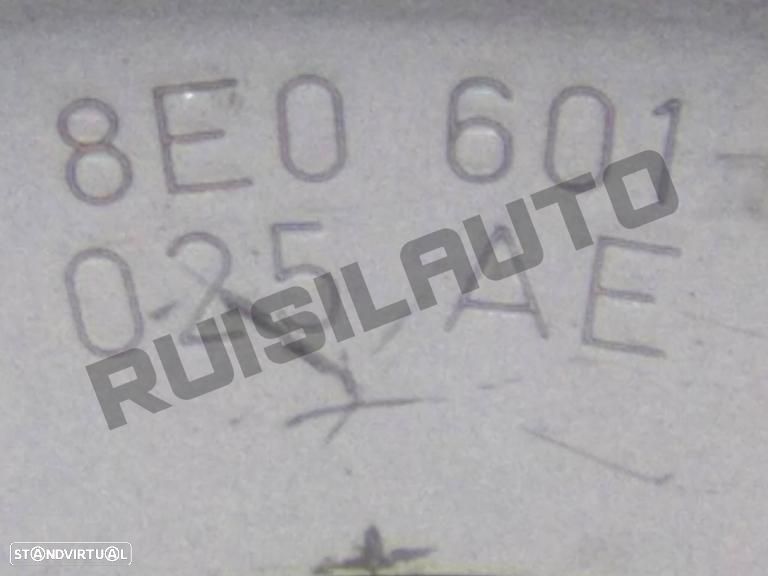 8E0 601
025 AE
RUISILAUTO
STANDVIRTUAL